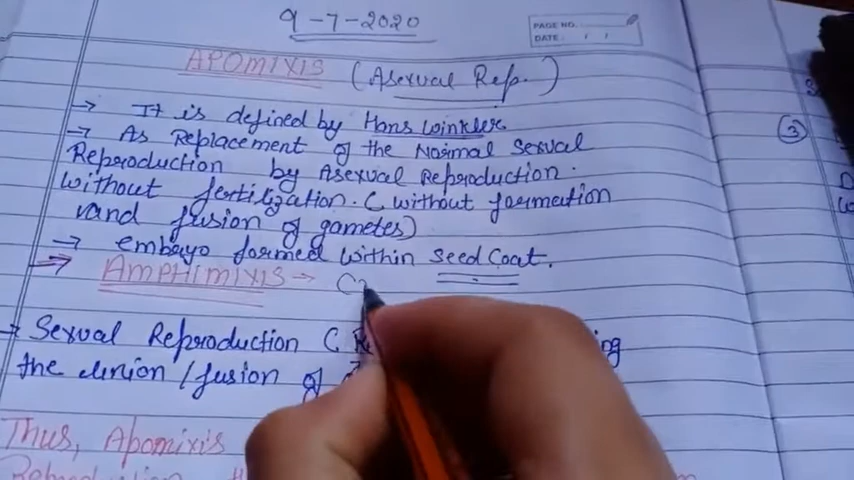 9-7-2020
PAGE NO.
DATE: / /
APOMIXIS (Asexual Rep.)
→ It is defined by Hans Winkler
→ As Replacement of the Normal Sexual
Reproduction by Asexual Reproduction.
without fertilization. ( without formation
and fusion of gametes)
→ embryo formed within Seed Coat.
⇒ AMPHIMIXIS → (
→ Sexual Reproduction (
the union / fusion of
Thus, Apomixis
Reproduction
3